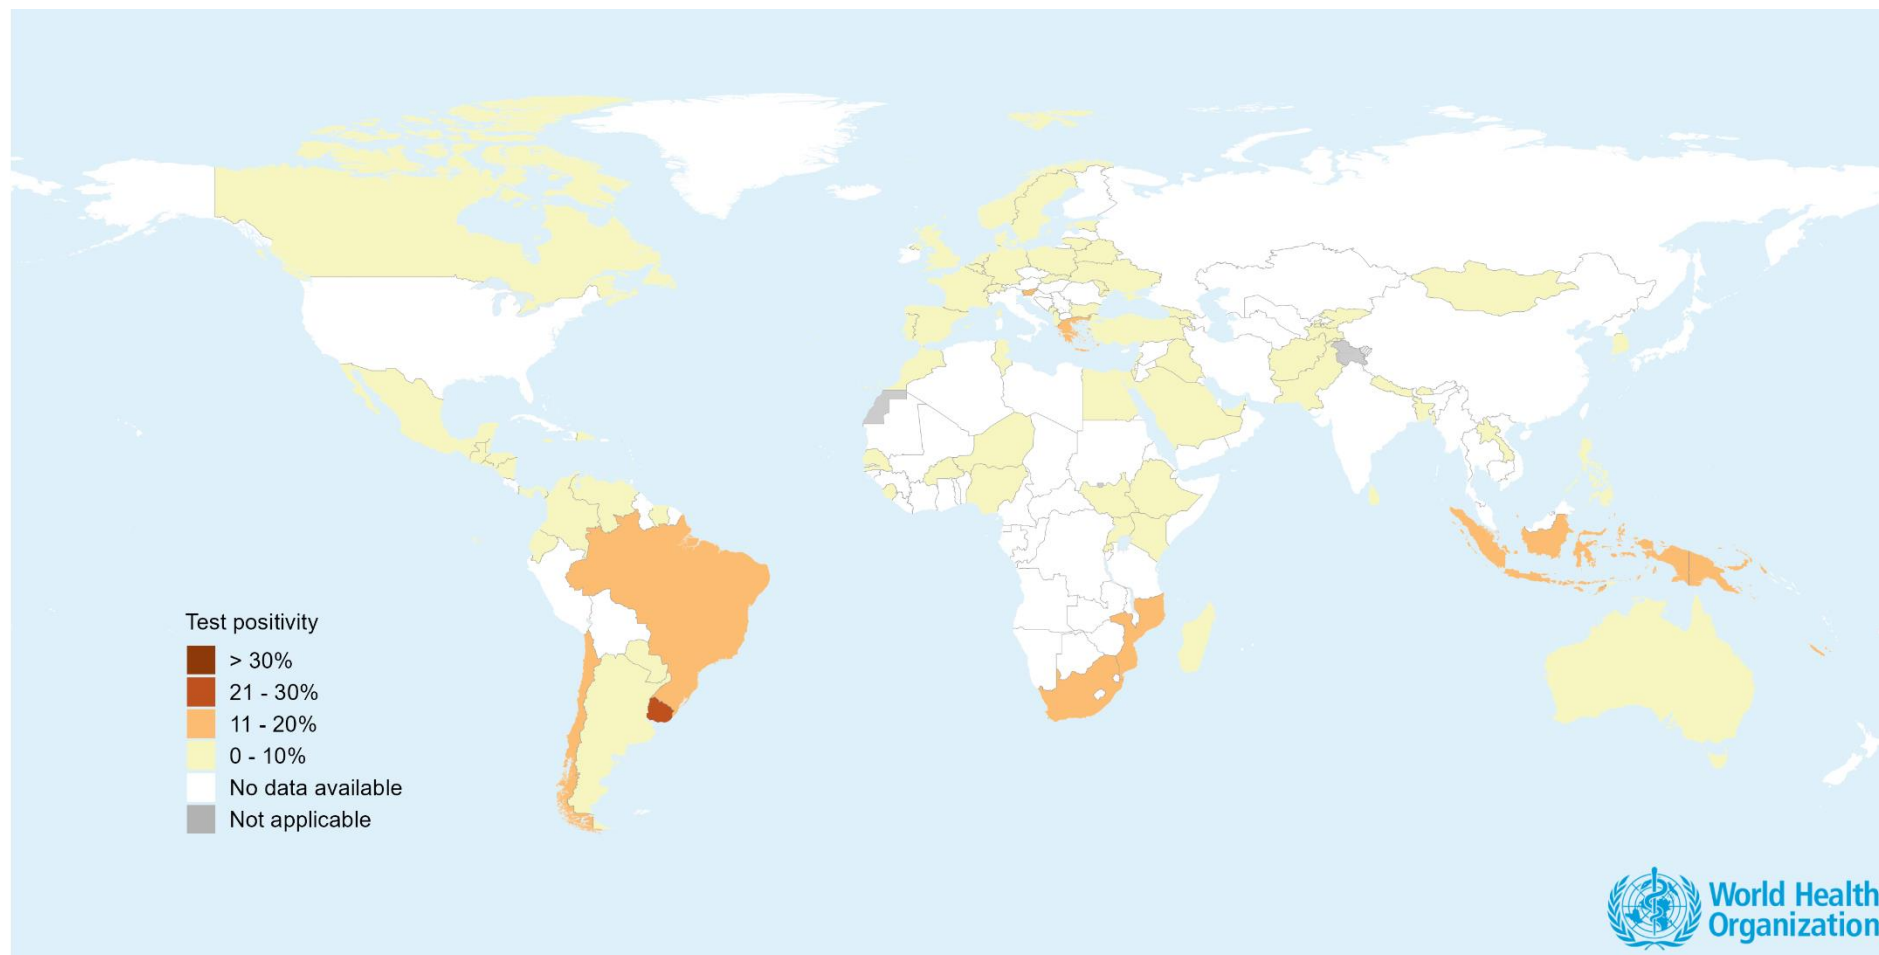 Test positivity
> 30%
21 - 30%
11 - 20%
0 - 10%
No data available
Not applicable
World Health
Organization